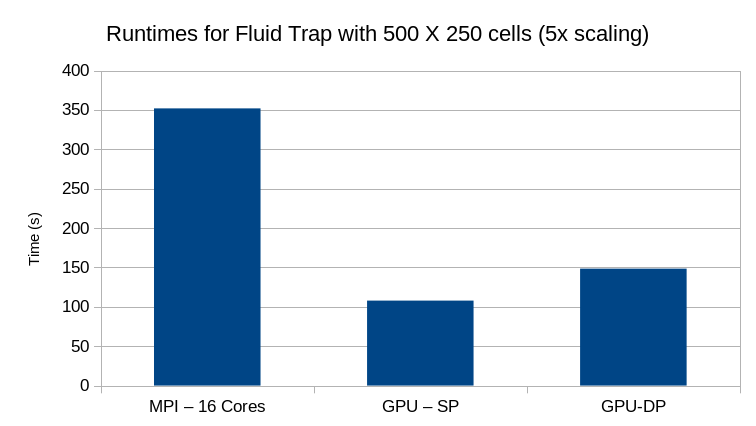 Runtimes for Fluid Trap with 500 X 250 cells (5x scaling)
400
350
300
250
200
150
100
50
0
Time (s)
MPI – 16 Cores
GPU – SP
GPU-DP